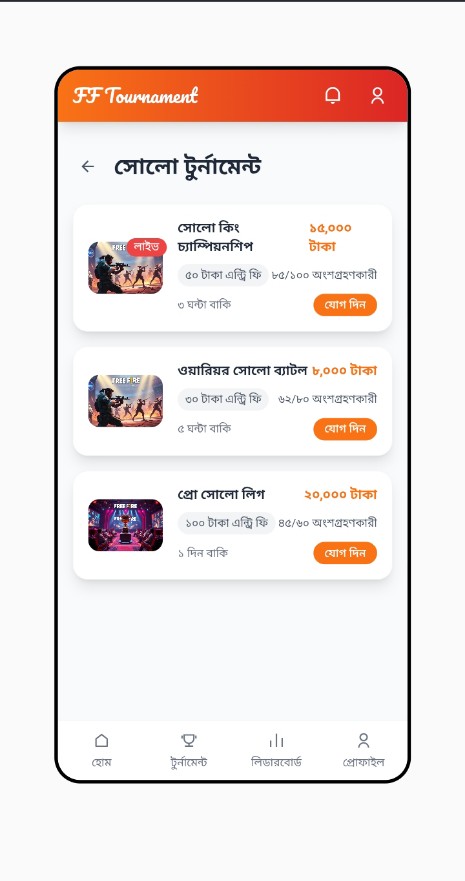 FF Tournament
সোলো টুর্নামেন্ট
লাইভ
সোলো কিং চ্যাম্পিয়নশিপ
১৫,০০০ টাকা
৫০ টাকা এন্ট্রি ফি
৮৫/১০০ অংশগ্রহণকারী
৩ ঘন্টা বাকি
যোগ দিন
FREE FIRE
ওয়ারিয়র সোলো ব্যাটল
৮,০০০ টাকা
৩০ টাকা এন্ট্রি ফি
৬২/৮০ অংশগ্রহণকারী
৫ ঘন্টা বাকি
যোগ দিন
FREE FIRE
প্রো সোলো লিগ
২০,০০০ টাকা
১০০ টাকা এন্ট্রি ফি
৪৫/৬০ অংশগ্রহণকারী
১ দিন বাকি
যোগ দিন
হোম
টুর্নামেন্ট
লিডারবোর্ড
প্রোফাইল